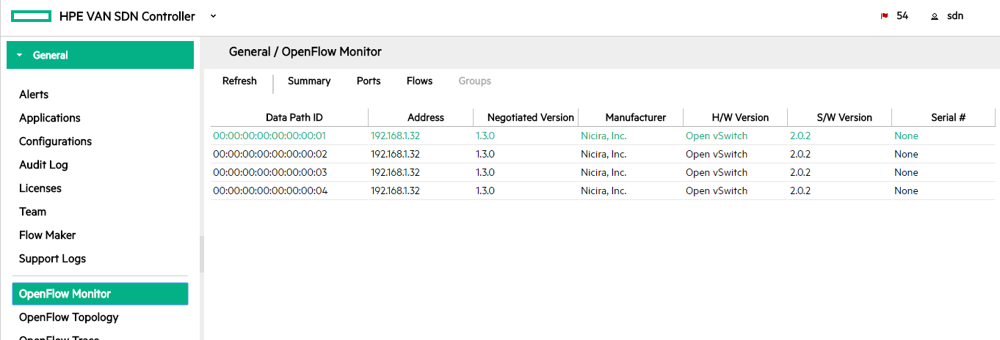 HPE VAN SDN Controller
54 sdn
General
General / OpenFlow Monitor
Refresh Summary Ports Flows Groups
Alerts
Applications
Configurations
Audit Log
Licenses
Team
Flow Maker
Support Logs
OpenFlow Monitor
OpenFlow Topology
OpenFlow Trace
Data Path ID Address Negotiated Version Manufacturer H/W Version S/W Version Serial #
00:00:00:00:00:00:00:01 192.168.1.32 1.3.0 Nicira, Inc. Open vSwitch 2.0.2 None
00:00:00:00:00:00:00:02 192.168.1.32 1.3.0 Nicira, Inc. Open vSwitch 2.0.2 None
00:00:00:00:00:00:00:03 192.168.1.32 1.3.0 Nicira, Inc. Open vSwitch 2.0.2 None
00:00:00:00:00:00:00:04 192.168.1.32 1.3.0 Nicira, Inc. Open vSwitch 2.0.2 None